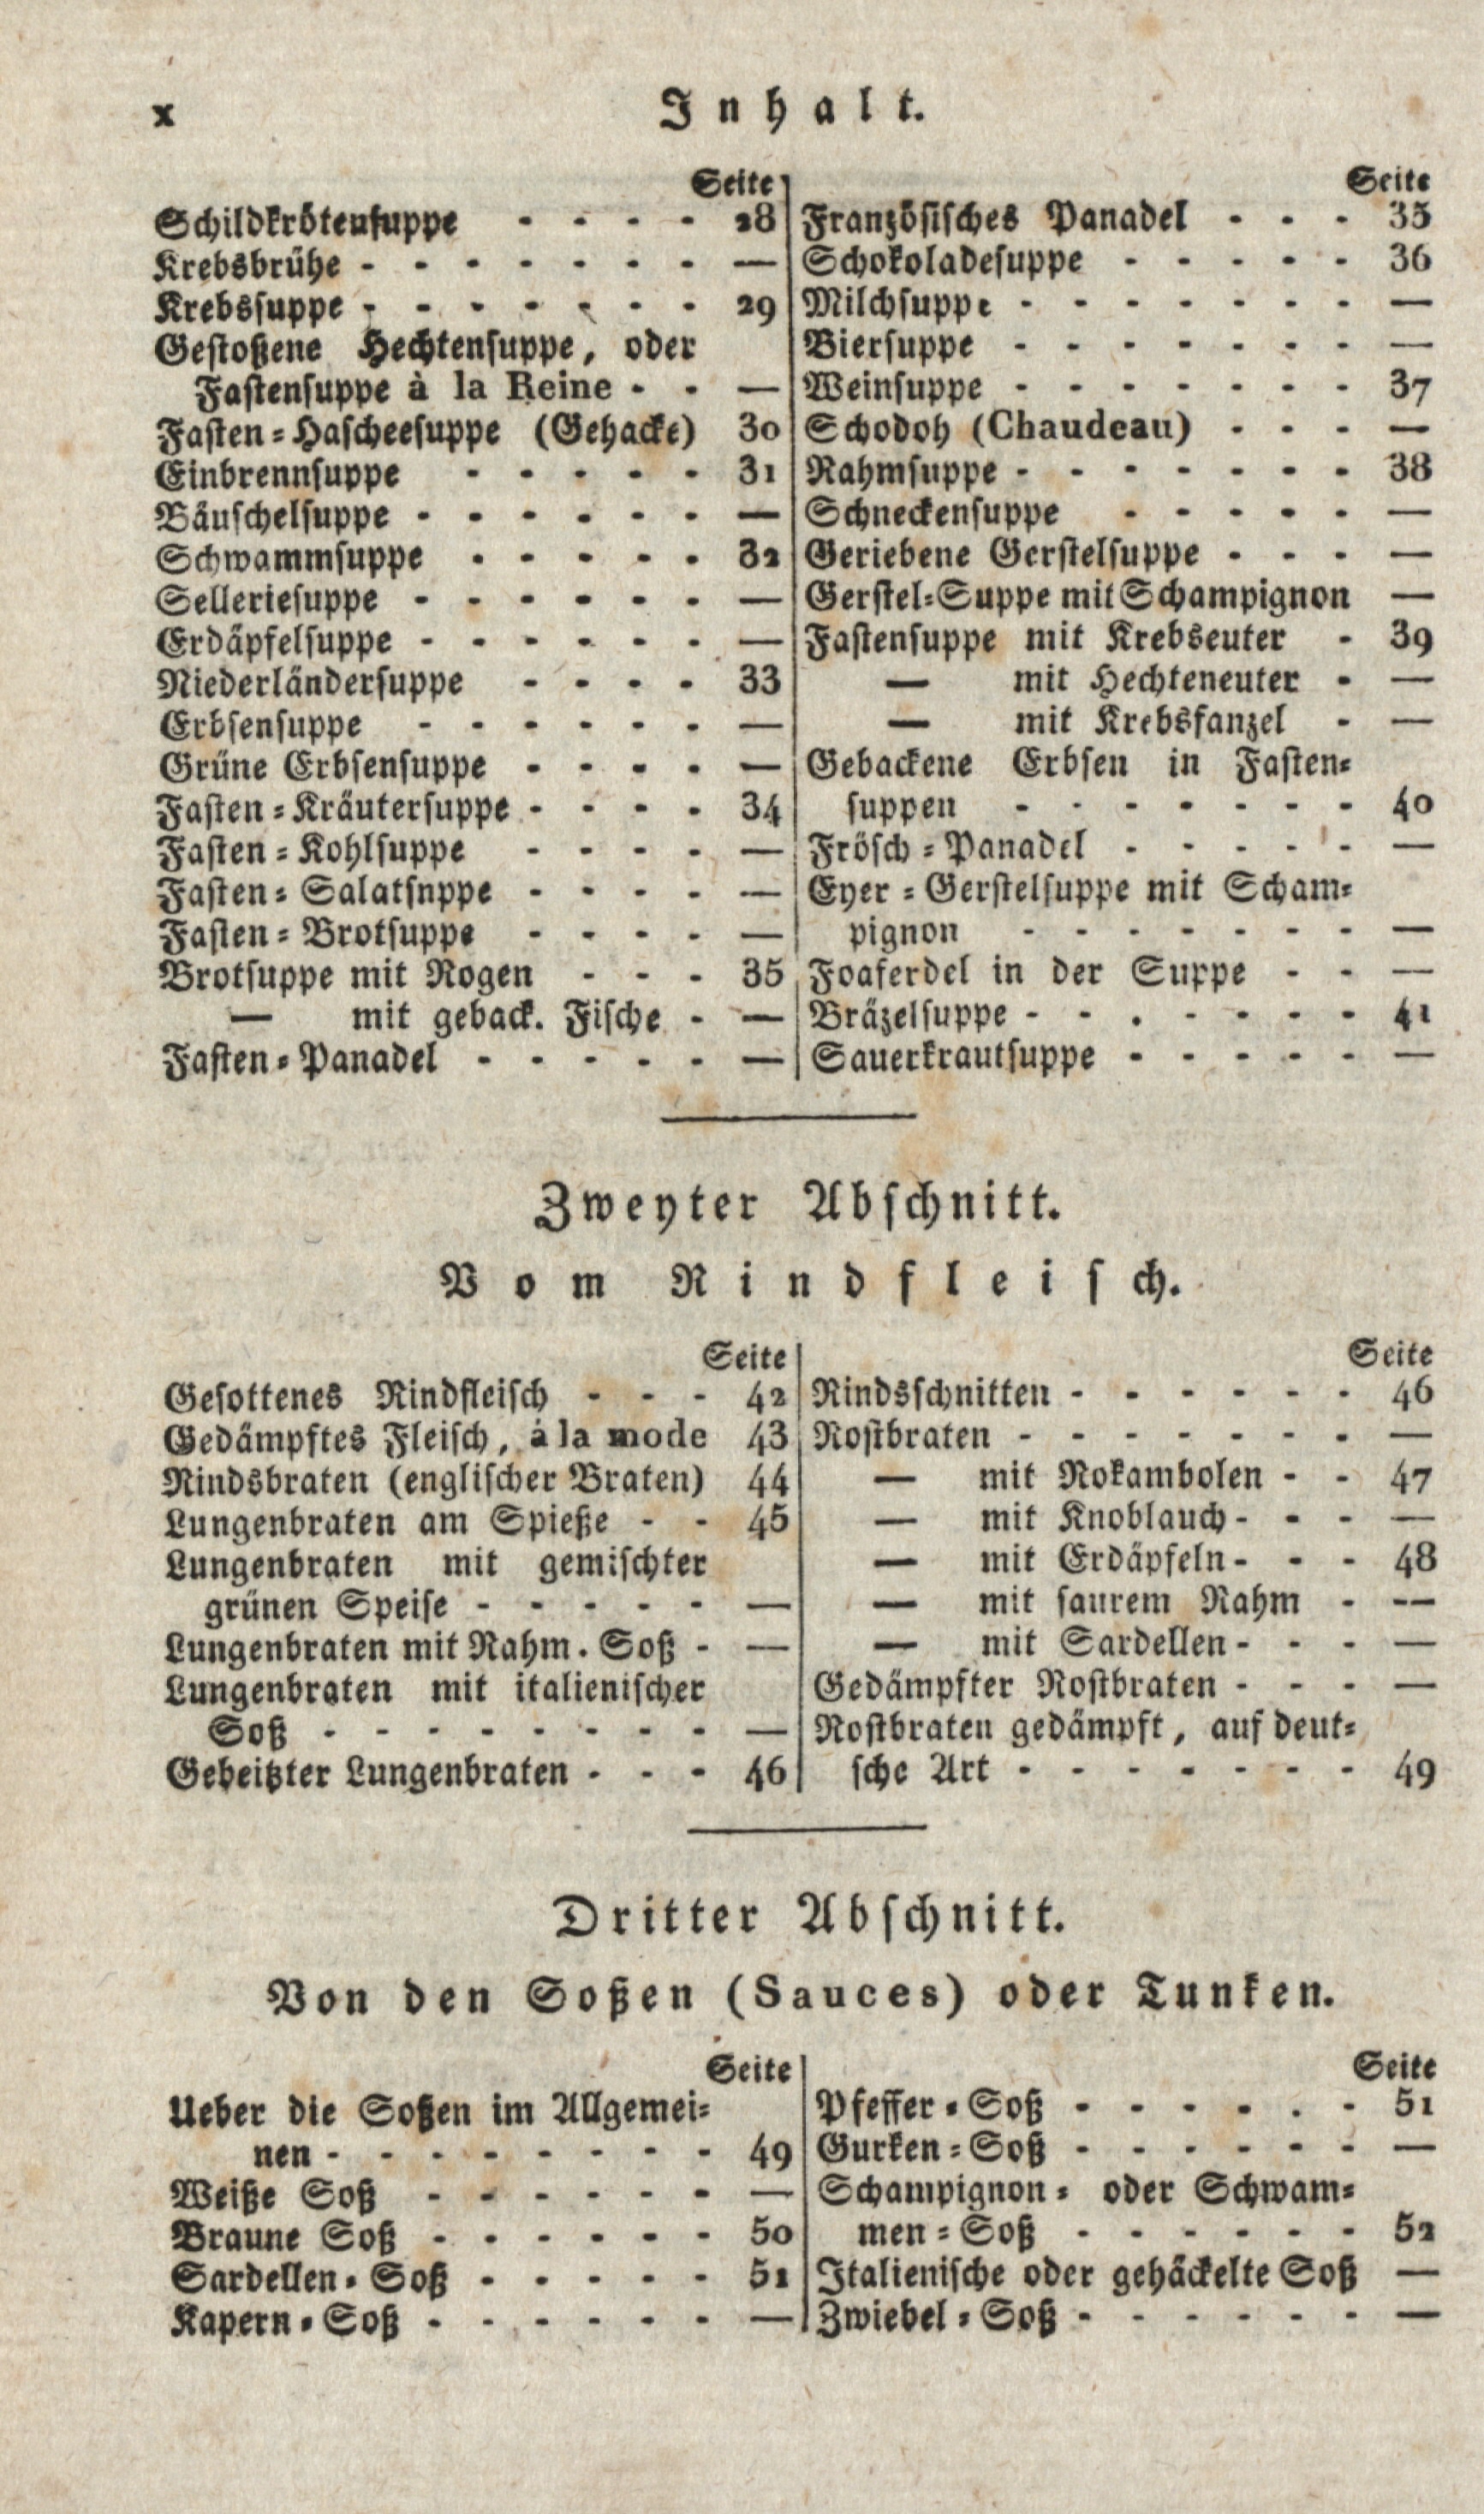 x
Inhalt.
Seite
Schildkrötensuppe - - - - 28
Krebsbrühe - - - - - - - —
Krebssuppe - - - - - - - 29
Gestoßene Hechtensuppe, oder
Fastensuppe à la Reine - - —
Fasten-Hascheesuppe (Gehacke) 30
Einbrennsuppe - - - - - 31
Bäuschelsuppe - - - - - - —
Schwammsuppe - - - - - 32
Selleriesuppe - - - - - - —
Erdäpfelsuppe - - - - - - —
Niederländersuppe - - - - 33
Erbsensuppe - - - - - - —
Grüne Erbsensuppe - - - - —
Fasten-Kräutersuppe - - - - 34
Fasten-Kohlsuppe - - - - —
Fasten-Salatsnppe - - - - —
Fasten-Brotsuppe - - - - —
Brotsuppe mit Rogen - - - 35
— mit geback. Fische - —
Fasten-Panadel - - - - - —
Seite
Französisches Panadel - - - 35
Schokoladesuppe - - - - - 36
Milchsuppe - - - - - - - —
Biersuppe - - - - - - - —
Weinsuppe - - - - - - - 37
Schodoh (Chaudeau) - - - —
Rahmsuppe - - - - - - - 38
Schneckensuppe - - - - - —
Geriebene Gerstelsuppe - - - —
Gerstel-Suppe mit Schampignon —
Fastensuppe mit Krebseuter - 39
— mit Hechteneuter - —
— mit Krebsfanzel - —
Gebackene Erbsen in Fasten-
suppen - - - - - - - 40
Frösch-Panadel - - - - - —
Eyer-Gerstelsuppe mit Scham-
pignon - - - - - - - —
Foaferdel in der Suppe - - —
Bräzelsuppe - - - - - - - 41
Sauerkrautsuppe - - - - - —
Zweyter Abschnitt.
Vom Rindfleisch.
Seite
Gesottenes Rindfleisch - - - 42
Gedämpftes Fleisch, à la mode 43
Rindsbraten (englischer Braten) 44
Lungenbraten am Spieße - - 45
Lungenbraten mit gemischter
grünen Speise - - - - - —
Lungenbraten mit Rahm-Soß - —
Lungenbraten mit italienischer
Soß - - - - - - - - —
Gebeitzter Lungenbraten - - - 46
Seite
Rindsschnitten - - - - - - 46
Rostbraten - - - - - - - —
— mit Rokambolen - - 47
— mit Knoblauch - - - —
— mit Erdäpfeln - - - 48
— mit saurem Rahm - —
— mit Sardellen - - - —
Gedämpfter Rostbraten - - - —
Rostbraten gedämpft, auf deut-
sche Art - - - - - - - 49
Dritter Abschnitt.
Von den Soßen (Sauces) oder Tunken.
Seite
Ueber die Soßen im Allgemei-
nen - - - - - - - - 49
Weiße Soß - - - - - - —
Braune Soß - - - - - - 50
Sardellen-Soß - - - - - 51
Kapern-Soß - - - - - - —
Seite
Pfeffer-Soß - - - - - - 51
Gurken-Soß - - - - - - —
Schampignon- oder Schwam-
men-Soß - - - - - - 52
Italienische oder gehäckelte Soß —
Zwiebel-Soß - - - - - - —